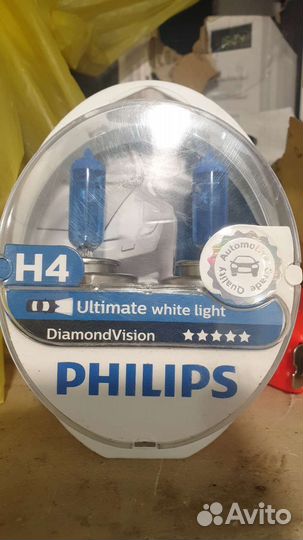 H4
Automotive Grade Quality
Ultimate white light
DiamondVision ★★★★★
PHILIPS
Avito